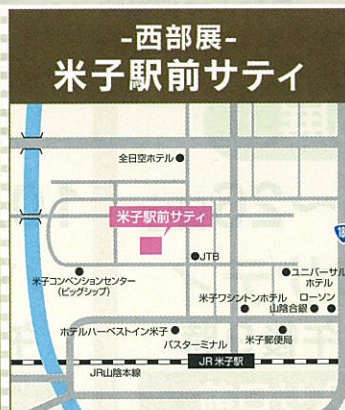 -西部展-
米子駅前サティ
全日空ホテル
米子駅前サティ
JTB
米子コンベンションセンター
(ビッグシップ)
ユニバーサル
ホテル
米子ワシントンホテル
ローソン
山陰合銀
ホテルハーベストイン米子
バスターミナル
米子郵便局
JR 米子駅
JR山陰本線